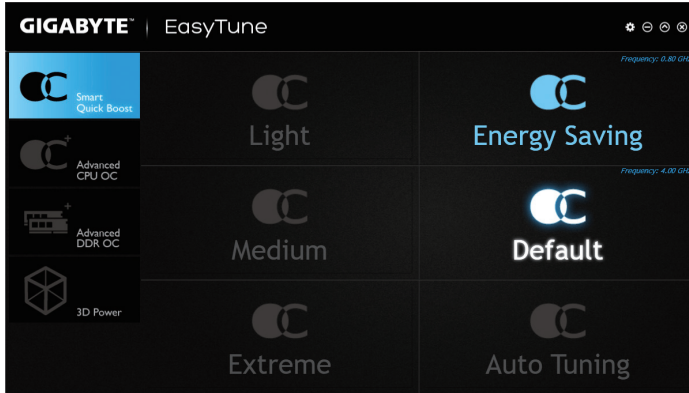 GIGABYTE™ | EasyTune
Smart
Quick Boost
Advanced
CPU OC
Advanced
DDR OC
3D Power
Light
Frequency: 0.80 GH
Energy Saving
Medium
Frequency: 4.00 GH
Default
Extreme
Auto Tuning